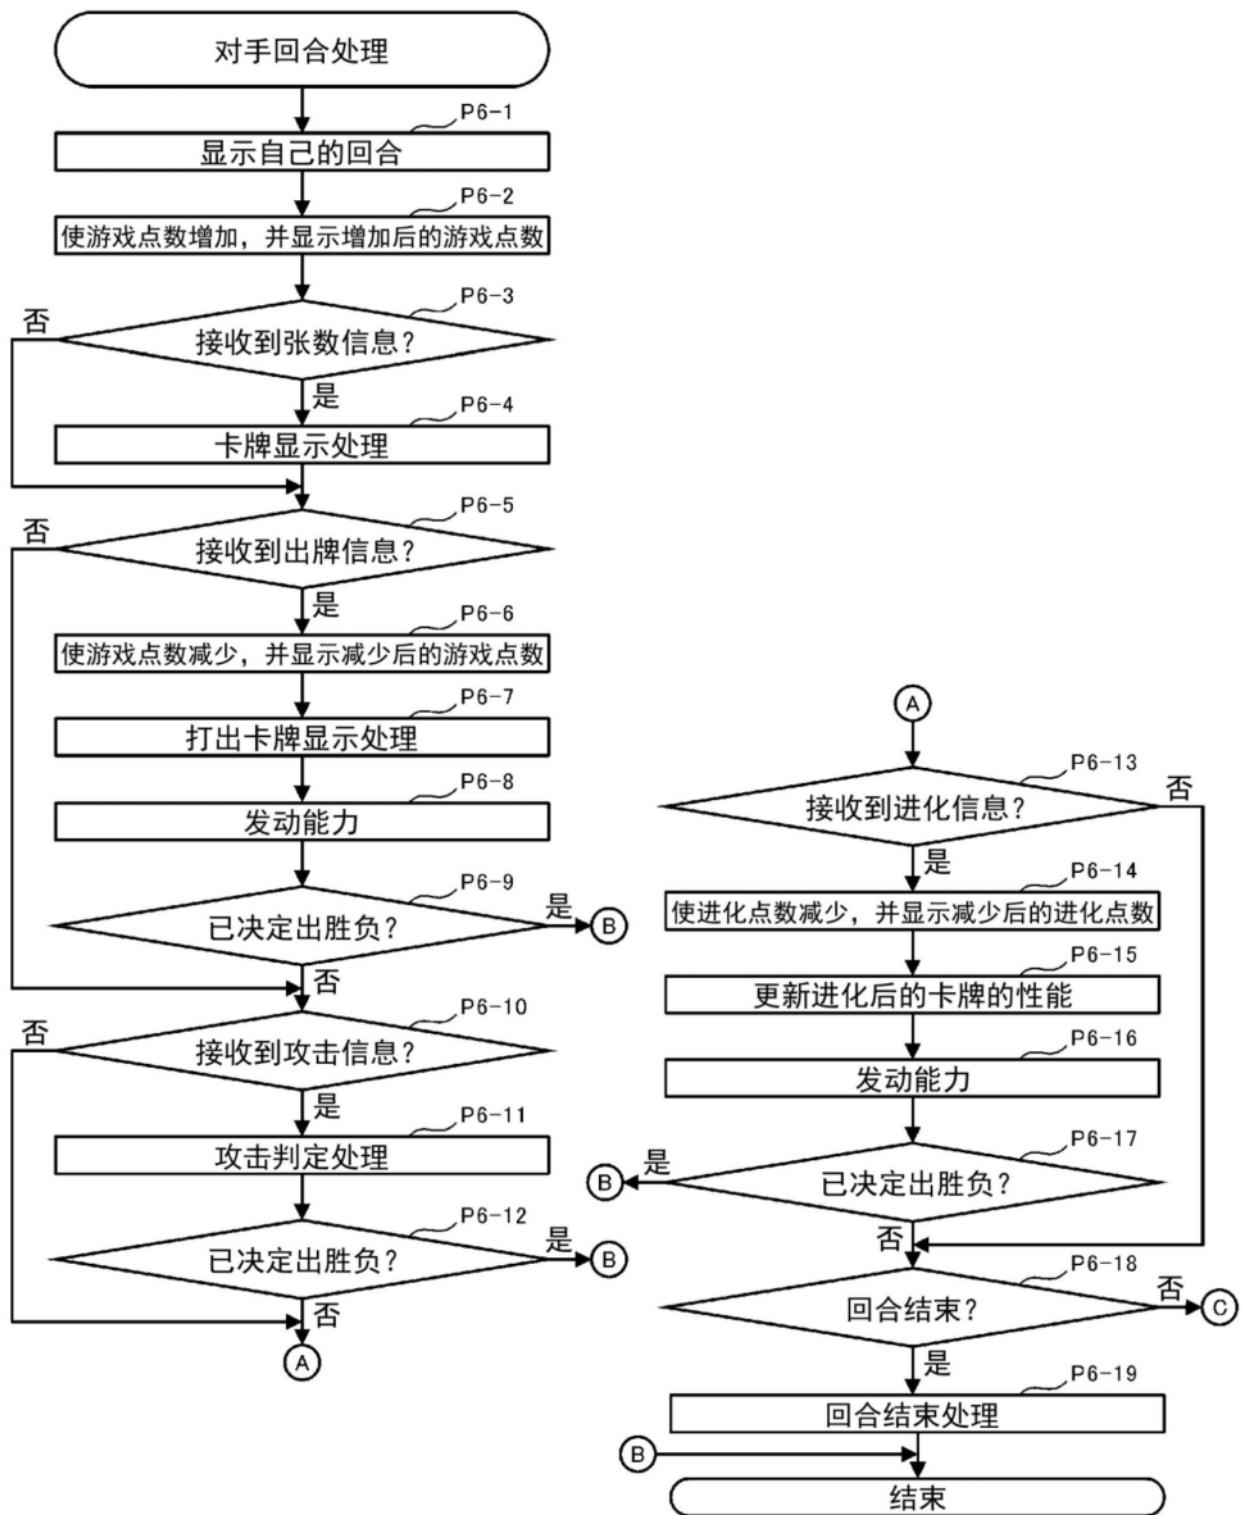 对手回合处理
P6-1
显示自己的回合
P6-2
使游戏点数增加，并显示增加后的游戏点数
P6-3
否
接收到张数信息？
是
P6-4
卡牌显示处理
P6-5
否
接收到出牌信息？
是
P6-6
使游戏点数减少，并显示减少后的游戏点数
P6-7
打出卡牌显示处理
P6-8
发动能力
P6-9
已决定出胜负？
是
B
否
P6-10
否
接收到攻击信息？
是
P6-11
攻击判定处理
P6-12
已决定出胜负？
是
B
否
A
A
P6-13
接收到进化信息？
否
是
P6-14
使进化点数减少，并显示减少后的进化点数
P6-15
更新进化后的卡牌的性能
P6-16
发动能力
P6-17
B
是
已决定出胜负？
否
P6-18
回合结束？
否
C
是
P6-19
回合结束处理
B
结束